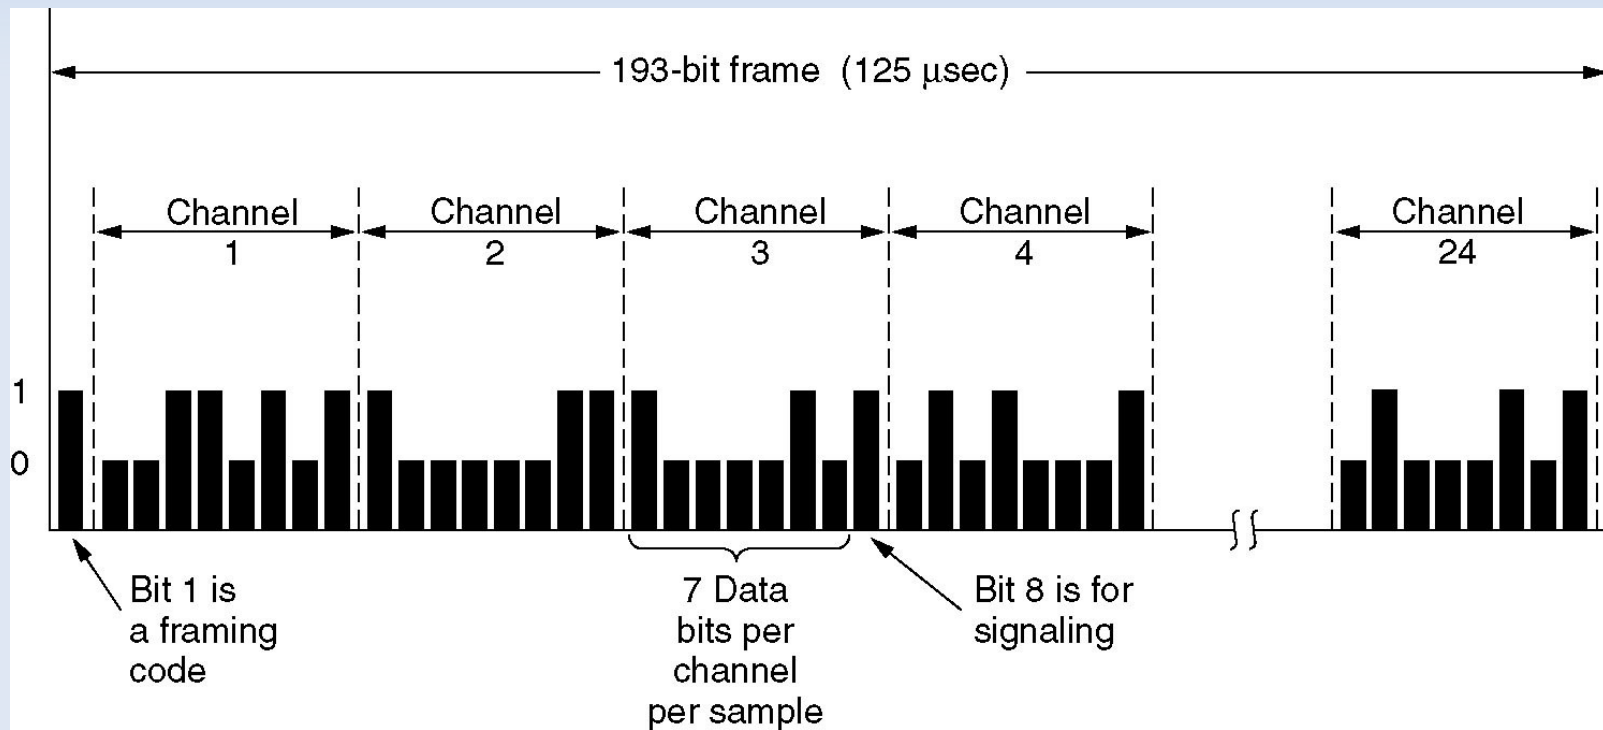 193-bit frame (125 μsec)
Channel
1
Channel
2
Channel
3
Channel
4
Channel
24
1
0
Bit 1 is
a framing
code
7 Data
bits per
channel
per sample
Bit 8 is for
signaling